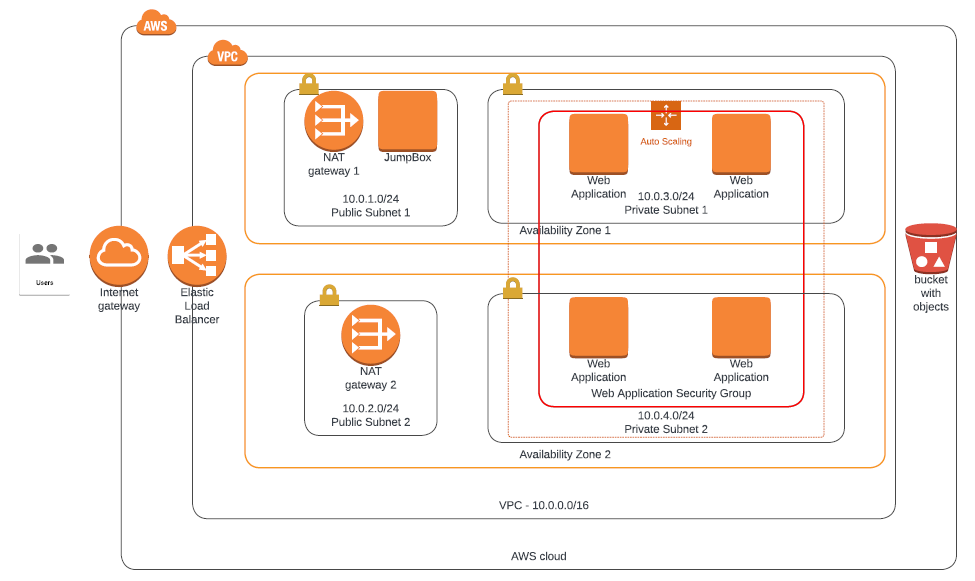 AWS
VPC
NAT
gateway 1
JumpBox
10.0.1.0/24
Public Subnet 1
Auto Scaling
Web
Application
Web
Application
10.0.3.0/24
Private Subnet 1
Availability Zone 1
Users
Internet
gateway
Elastic
Load
Balancer
bucket
with
objects
NAT
gateway 2
10.0.2.0/24
Public Subnet 2
Web
Application
Web
Application
Web Application Security Group
10.0.4.0/24
Private Subnet 2
Availability Zone 2
VPC - 10.0.0.0/16
AWS cloud